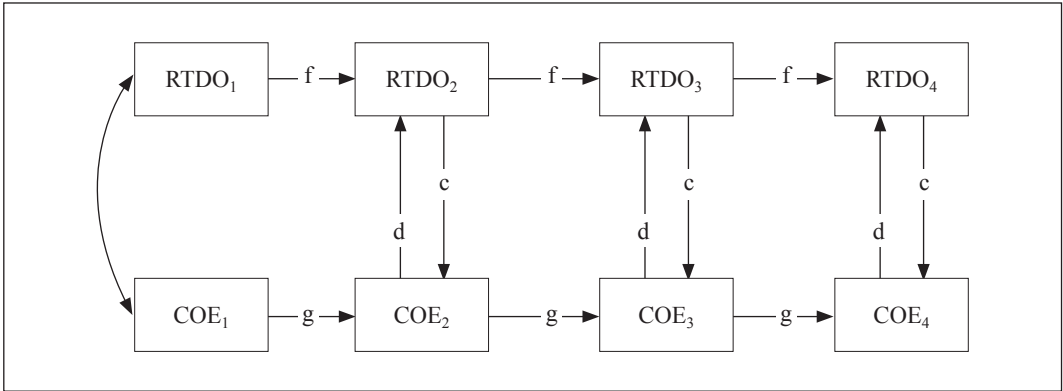 RTDO₁ f RTDO₂ f RTDO₃ f RTDO₄
c c c
d d d
COE₁ g COE₂ g COE₃ g COE₄